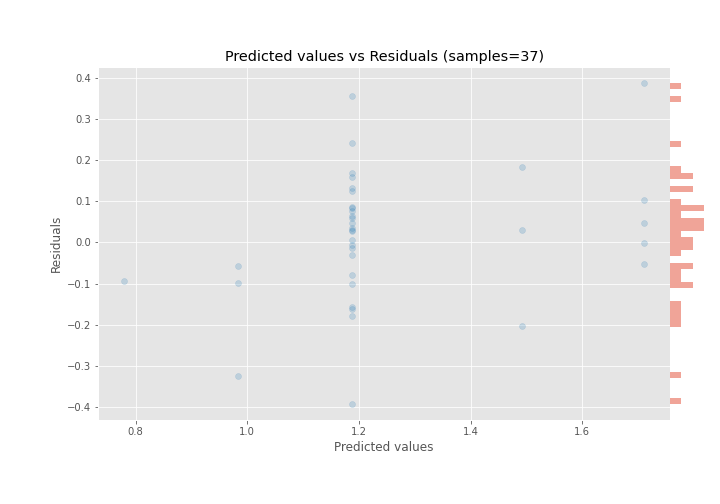 Predicted values vs Residuals (samples=37)
0.4
0.3
0.2
0.1
0.0
−0.1
−0.2
−0.3
−0.4
Residuals
0.8 1.0 1.2 1.4 1.6
Predicted values